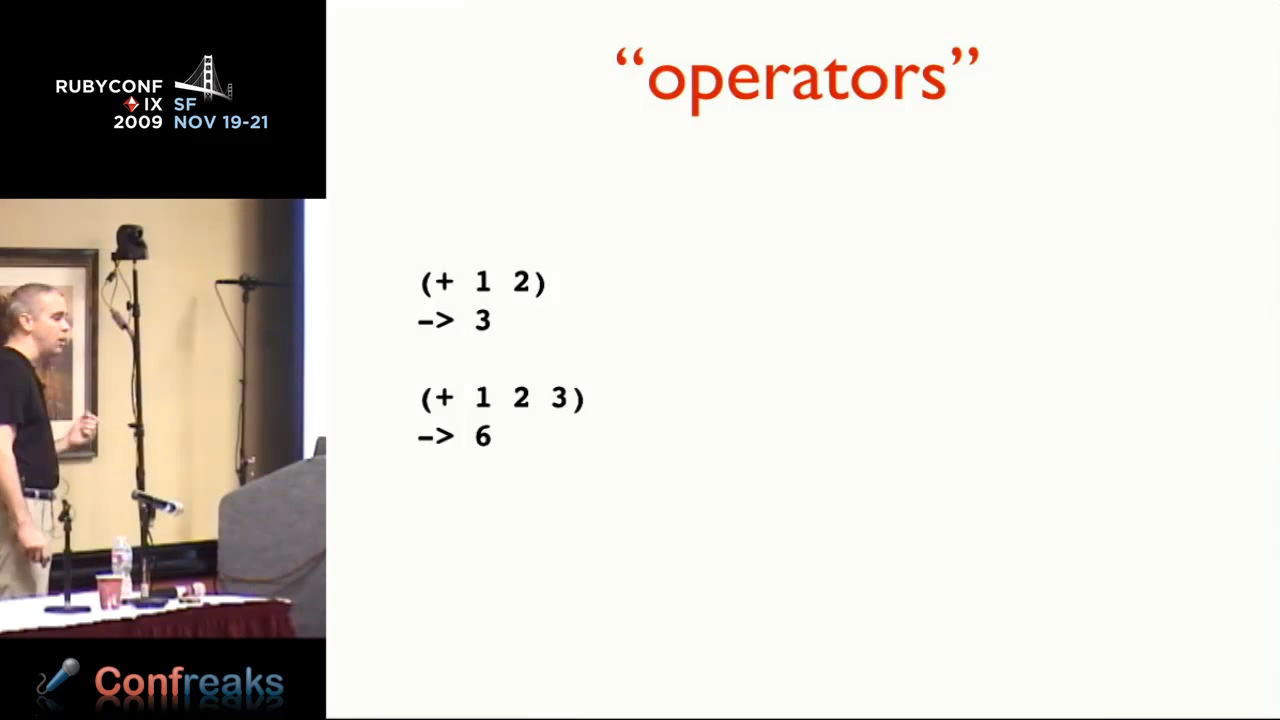 RUBYCONF
IX SF
2009 NOV 19-21
“operators”
(+ 1 2)
-> 3
(+ 1 2 3)
-> 6
Confreaks